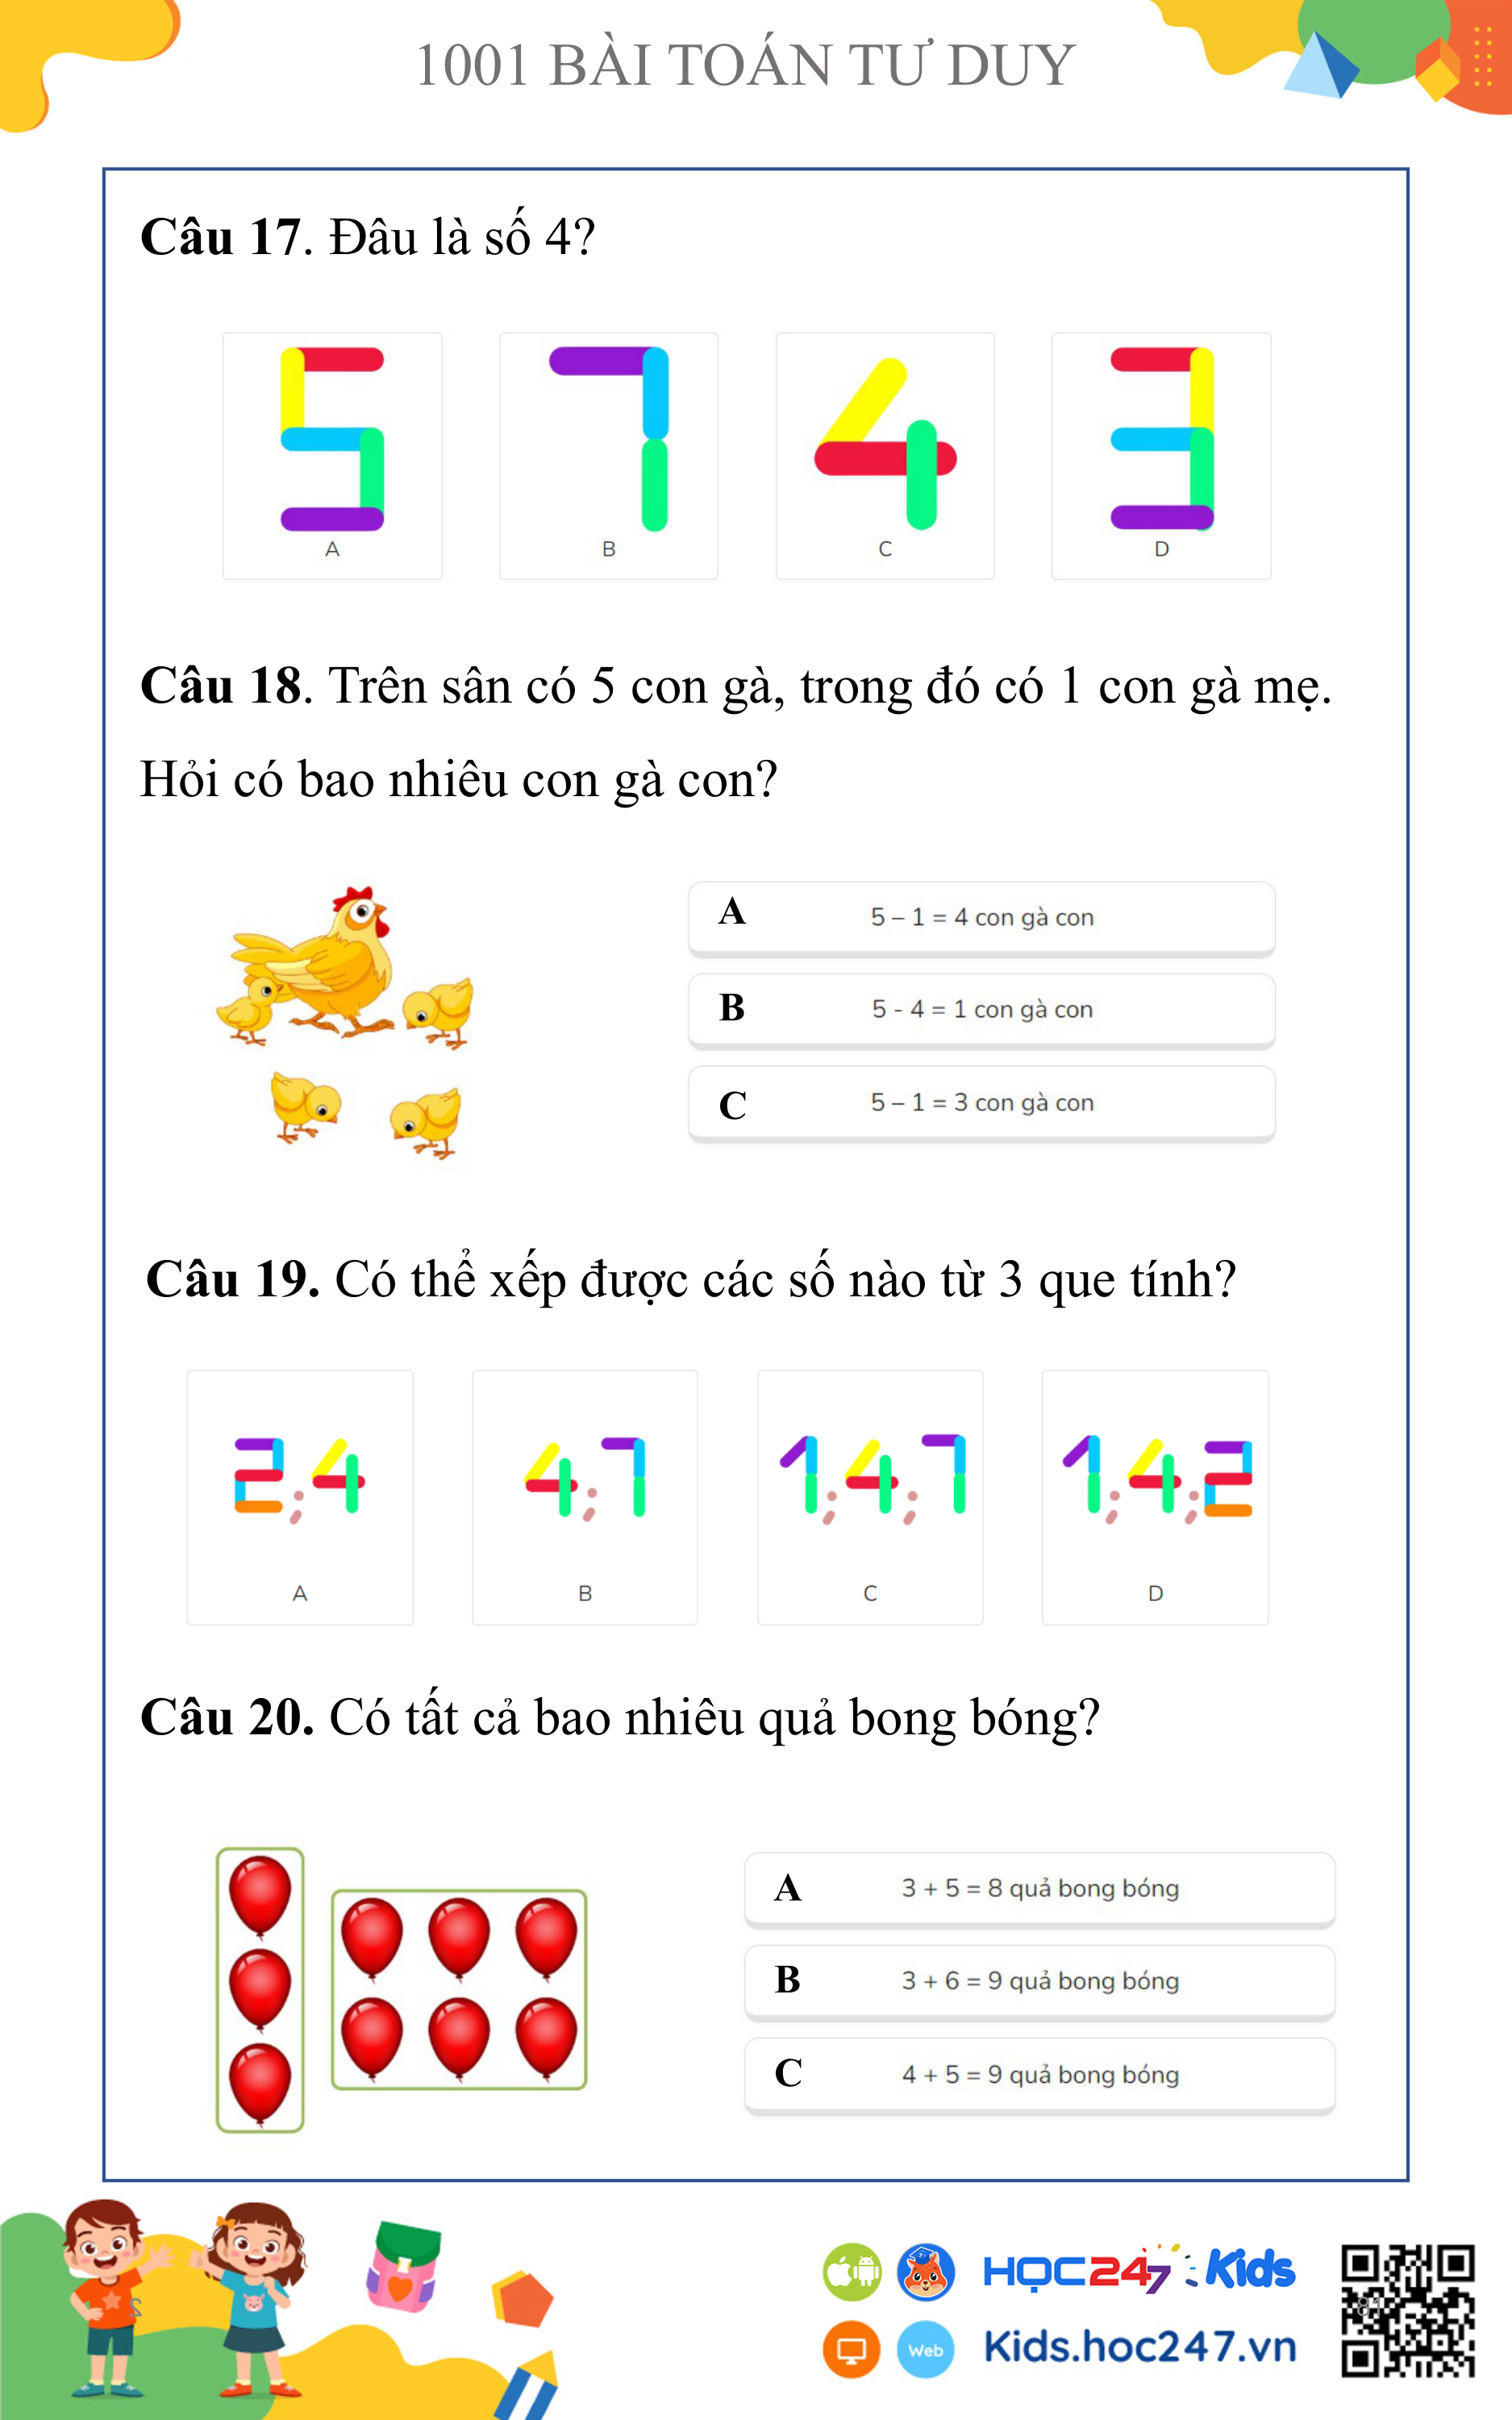 1001 BÀI TOÁN TƯ DUY
Câu 17. Đâu là số 4?
5 7 4 3
A B C D
Câu 18. Trên sân có 5 con gà, trong đó có 1 con gà mẹ.
Hỏi có bao nhiêu con gà con?
A 5 – 1 = 4 con gà con
B 5 - 4 = 1 con gà con
C 5 – 1 = 3 con gà con
Câu 19. Có thể xếp được các số nào từ 3 que tính?
2;4 4;7 1;4;7 1;4;2
A B C D
Câu 20. Có tất cả bao nhiêu quả bong bóng?
A 3 + 5 = 8 quả bong bóng
B 3 + 6 = 9 quả bong bóng
C 4 + 5 = 9 quả bong bóng
HỌC247 Kids
Web Kids.hoc247.vn